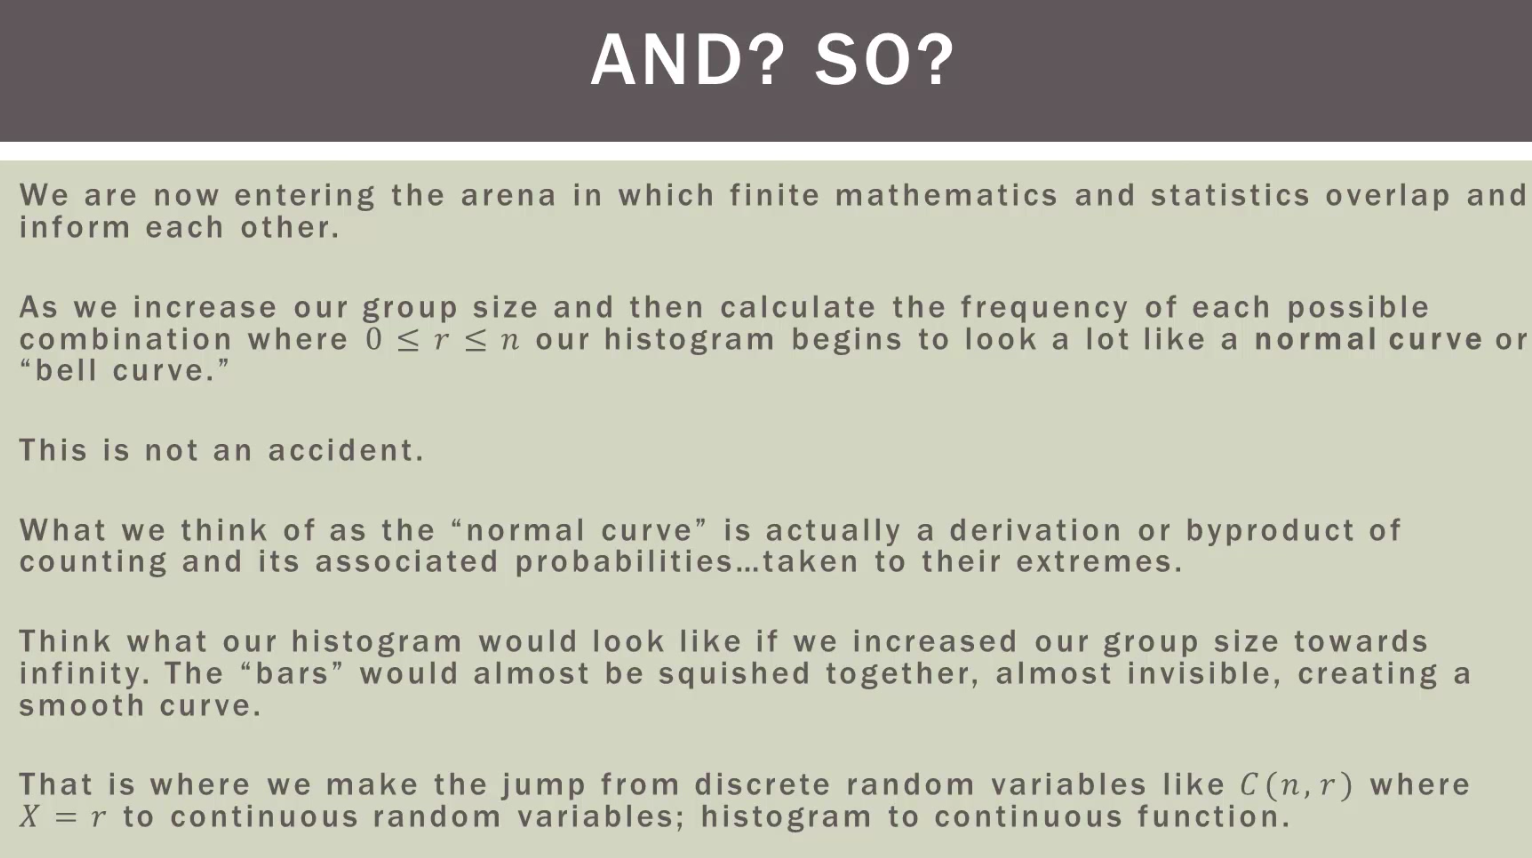 AND? SO?
We are now entering the arena in which finite mathematics and statistics overlap and
inform each other.
As we increase our group size and then calculate the frequency of each possible
combination where 0 ≤ r ≤ n our histogram begins to look a lot like a normal curve or
“bell curve.”
This is not an accident.
What we think of as the “normal curve” is actually a derivation or byproduct of
counting and its associated probabilities…taken to their extremes.
Think what our histogram would look like if we increased our group size towards
infinity. The “bars” would almost be squished together, almost invisible, creating a
smooth curve.
That is where we make the jump from discrete random variables like C(n, r) where
X = r to continuous random variables; histogram to continuous function.